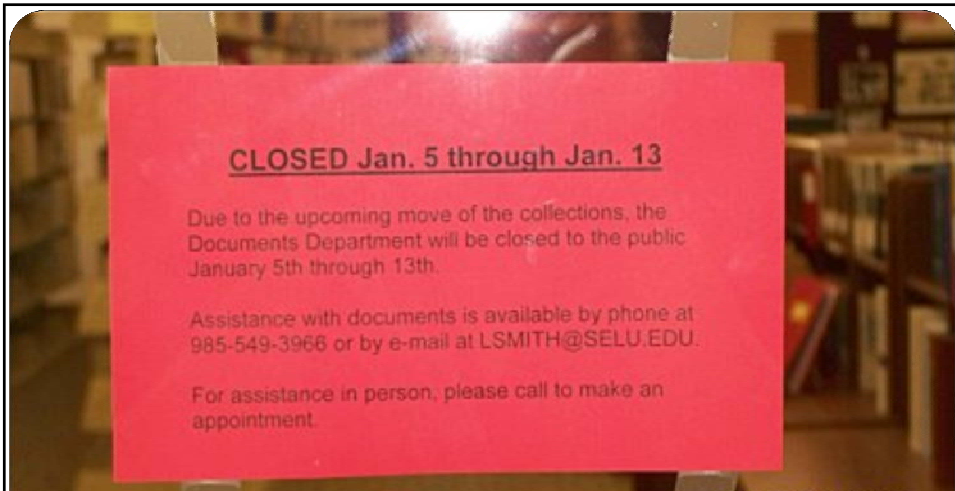 CLOSED Jan. 5 through Jan. 13
Due to the upcoming move of the collections, the
Documents Department will be closed to the public
January 5th through 13th.
Assistance with documents is available by phone at
985-549-3966 or by e-mail at LSMITH@SELU.EDU.
For assistance in person, please call to make an
appointment.